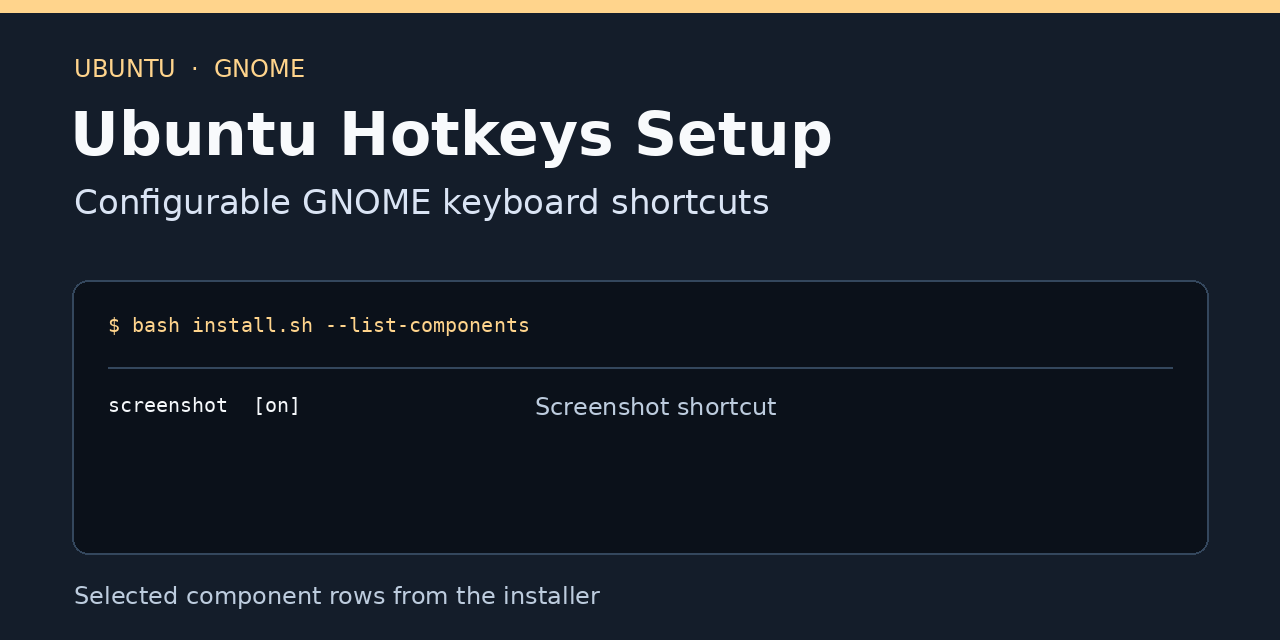 UBUNTU · GNOME
Ubuntu Hotkeys Setup
Configurable GNOME keyboard shortcuts
$ bash install.sh --list-components
screenshot [on] Screenshot shortcut
Selected component rows from the installer